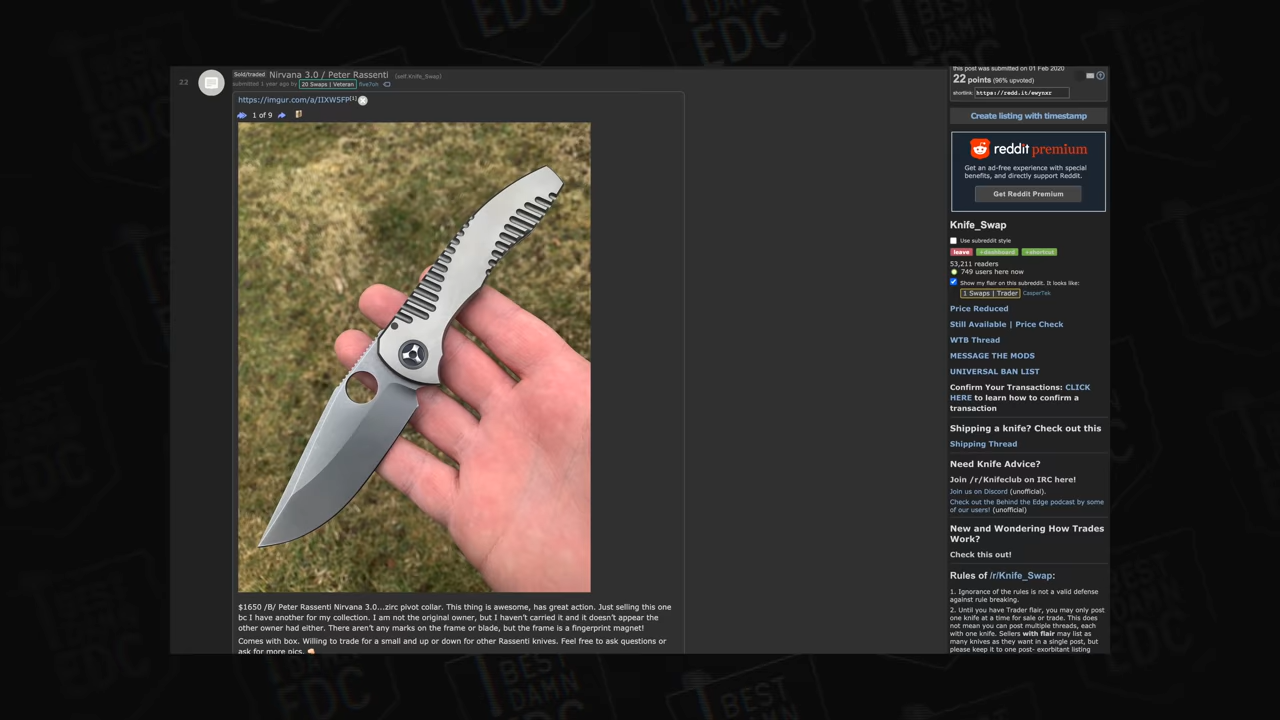 22
Sold/traded Nirvana 3.0 / Peter Rassenti (self.Knife_Swap)
submitted 1 year ago by 20 Swaps | Veteran five7un
https://imgur.com/a/IIXWSFP[1]
1 of 9
$1650 /B/ Peter Rassenti Nirvana 3.0...zirc pivot collar. This thing is awesome, has great action. Just selling this one
bc I have another for my collection. I am not the original owner, but I haven't carried it and it doesn't appear the
other owner had either. There aren't any marks on the frame or blade, but the frame is a fingerprint magnet!
Comes with box. Willing to trade for a small and up or down for other Rassenti knives. Feel free to ask questions or
ask for more pics.
this post was submitted on 01 Feb 2020
22 points (96% upvoted)
shortlink: https://redd.it/ewynxr
Create listing with timestamp
reddit premium
Get an ad-free experience with special
benefits, and directly support Reddit.
Get Reddit Premium
Knife_Swap
Use subreddit style
leave +dashboard +shortcut
53,211 readers
749 users here now
Show my flair on this subreddit. It looks like:
1 Swaps | Trader CasperTek
Price Reduced
Still Available | Price Check
WTB Thread
MESSAGE THE MODS
UNIVERSAL BAN LIST
Confirm Your Transactions: CLICK
HERE to learn how to confirm a
transaction
Shipping a knife? Check out this
Shipping Thread
Need Knife Advice?
Join /r/Knifeclub on IRC here!
Join us on Discord (unofficial).
Check out the Behind the Edge podcast by some
of our users! (unofficial)
New and Wondering How Trades
Work?
Check this out!
Rules of /r/Knife_Swap:
1. Ignorance of the rules is not a valid defense
against rule breaking.
2. Until you have Trader flair, you may only post
one knife at a time for sale or trade. This does
not mean you can post multiple threads, each
with one knife. Sellers with flair may list as
many knives as they want in a single post, but
please keep it to one post- exorbitant listing
BEST
DAMN
EDC